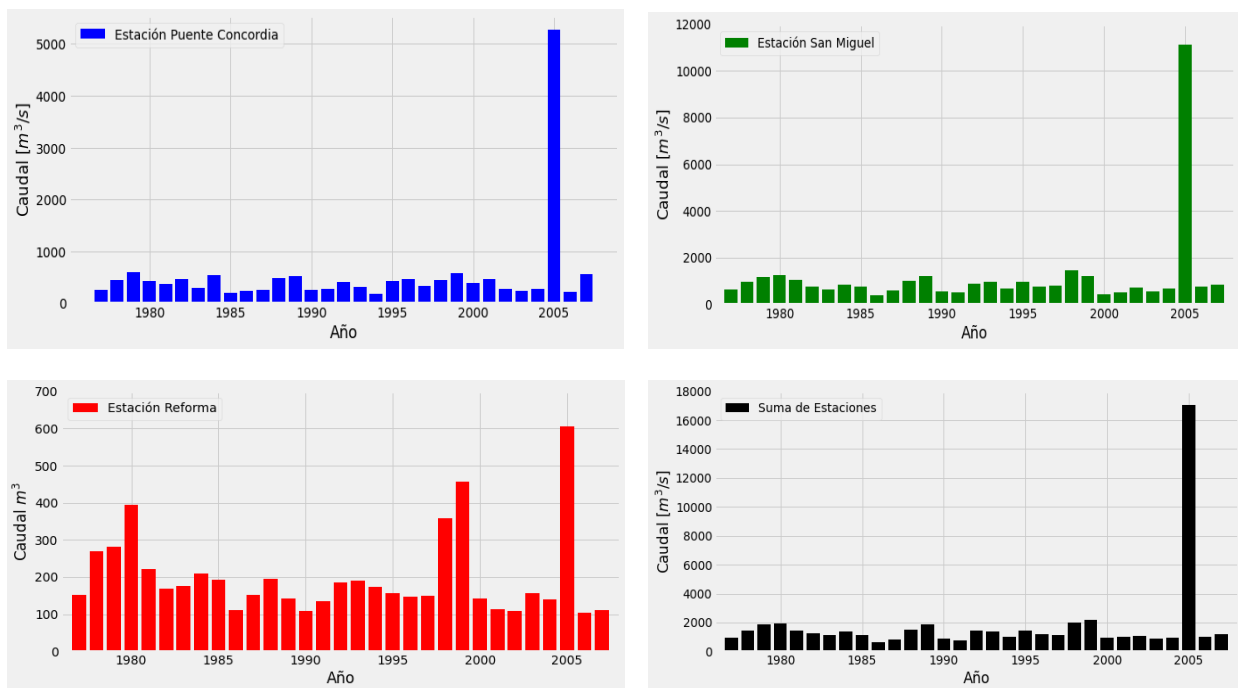 Estación Puente Concordia
Caudal [m³/s]
5000
4000
3000
2000
1000
0
1980 1985 1990 1995 2000 2005
Año
Estación San Miguel
Caudal [m³/s]
12000
10000
8000
6000
4000
2000
0
1980 1985 1990 1995 2000 2005
Año
Estación Reforma
Caudal m³
700
600
500
400
300
200
100
0
1980 1985 1990 1995 2000 2005
Año
Suma de Estaciones
Caudal [m³/s]
18000
16000
14000
12000
10000
8000
6000
4000
2000
0
1980 1985 1990 1995 2000 2005
Año